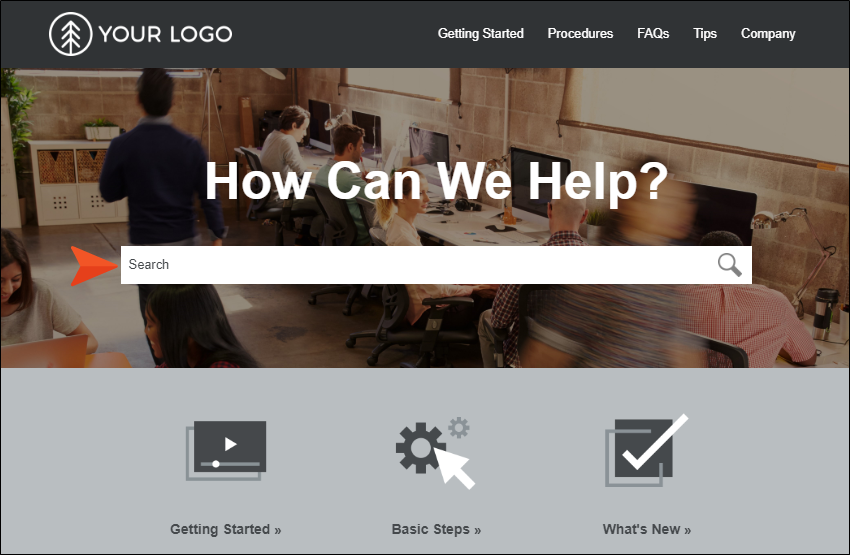 YOUR LOGO
Getting Started Procedures FAQs Tips Company
How Can We Help?
Search
Getting Started » Basic Steps » What's New »